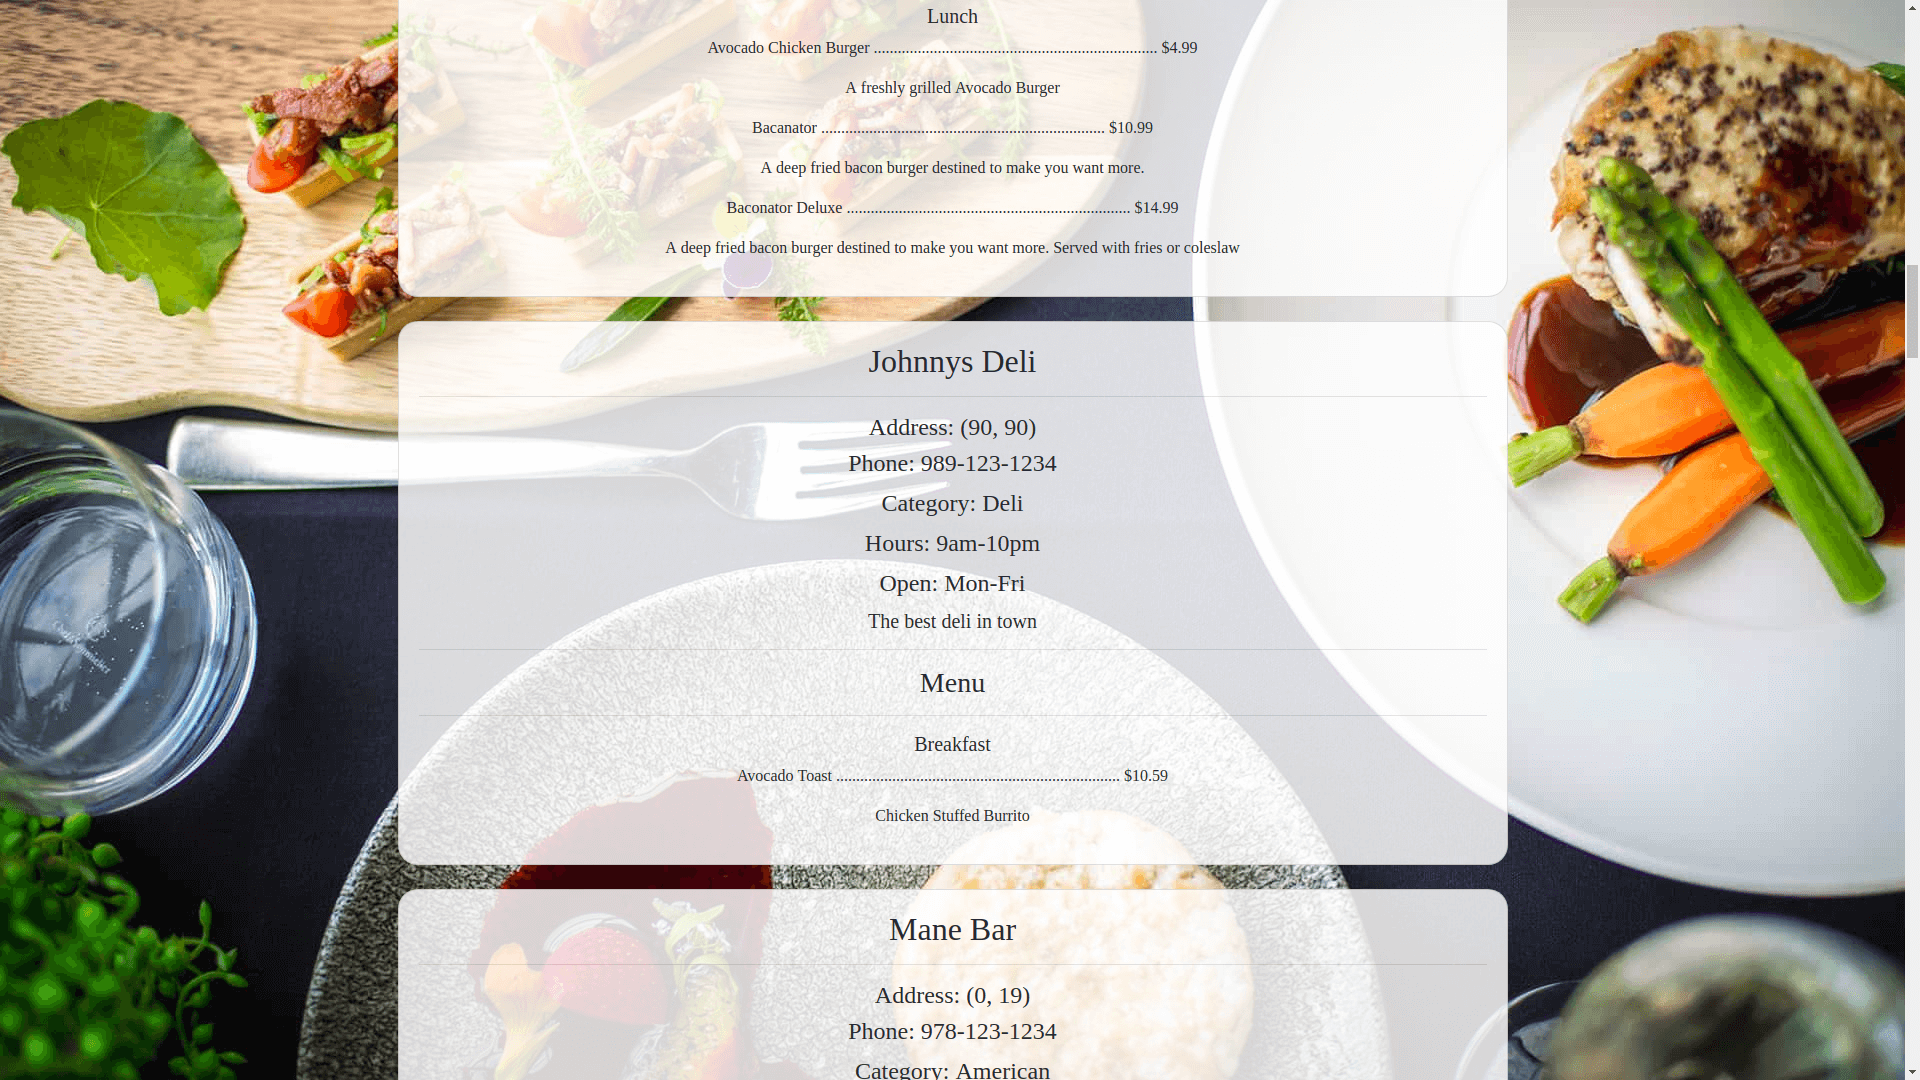 Lunch
Avocado Chicken Burger ....................................................................... $4.99
A freshly grilled Avocado Burger
Bacanator ....................................................................... $10.99
A deep fried bacon burger destined to make you want more.
Baconator Deluxe ....................................................................... $14.99
A deep fried bacon burger destined to make you want more. Served with fries or coleslaw
Johnnys Deli
Address: (90, 90)
Phone: 989-123-1234
Category: Deli
Hours: 9am-10pm
Open: Mon-Fri
The best deli in town
Menu
Breakfast
Avocado Toast ....................................................................... $10.59
Chicken Stuffed Burrito
Mane Bar
Address: (0, 19)
Phone: 978-123-1234
Category: American